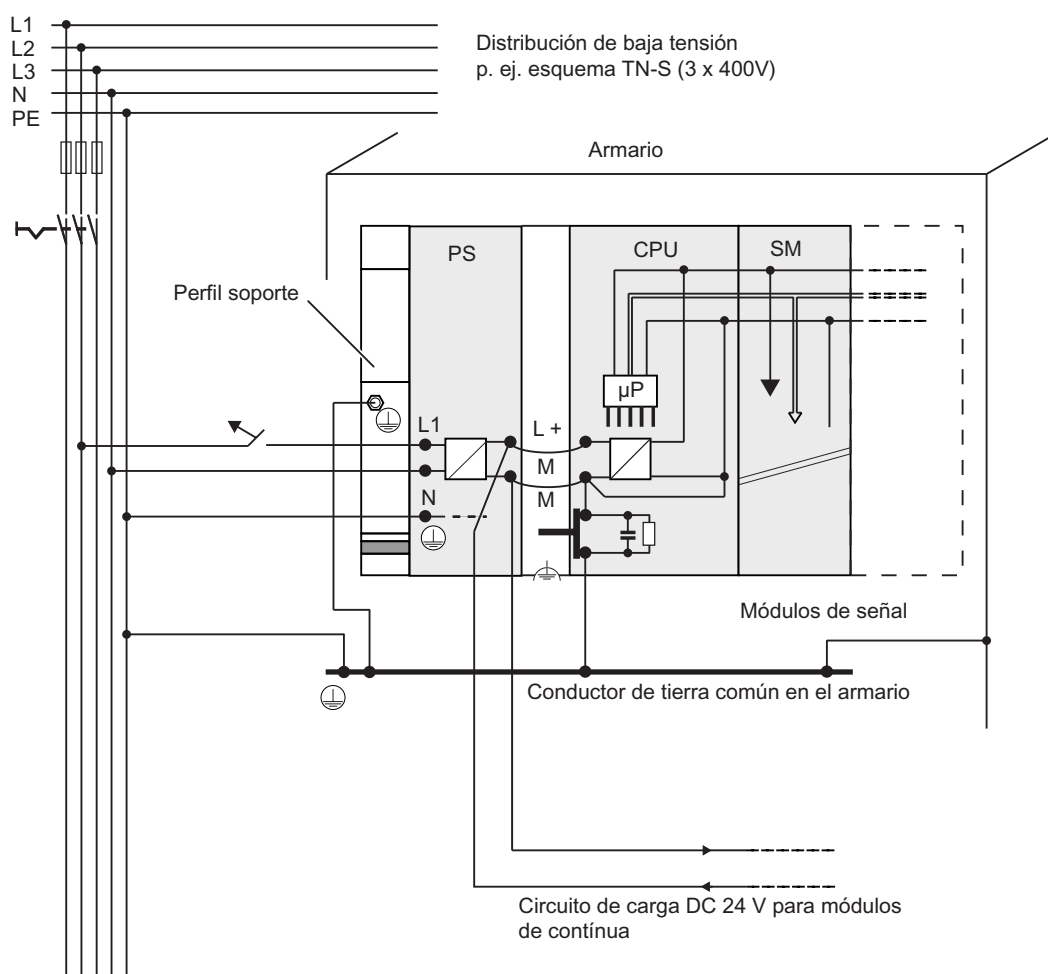 L1
L2
L3
N
PE
Distribución de baja tensión
p. ej. esquema TN-S (3 x 400V)
Armario
PS
CPU
SM
Perfil soporte
µP
L1
L +
M
N
M
Módulos de señal
Conductor de tierra común en el armario
Circuito de carga DC 24 V para módulos
de contínua